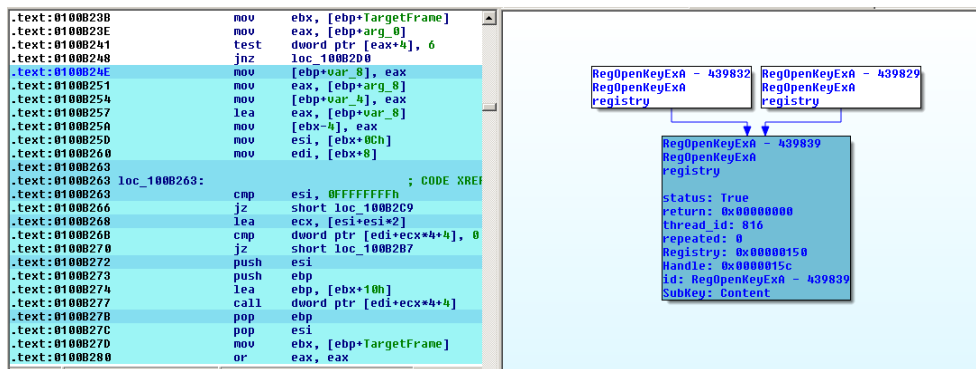 .text:0100B23B mov ebx, [ebp+TargetFrame]
.text:0100B23E mov eax, [ebp+arg_0]
.text:0100B241 test dword ptr [eax+4], 6
.text:0100B248 jnz loc_100B2D0
.text:0100B24E mov [ebp+var_8], eax
.text:0100B251 mov eax, [ebp+arg_8]
.text:0100B254 mov [ebp+var_4], eax
.text:0100B257 lea eax, [ebp+var_8]
.text:0100B25A mov [ebx-4], eax
.text:0100B25D mov esi, [ebx+0Ch]
.text:0100B260 mov edi, [ebx+8]
.text:0100B263
.text:0100B263 loc_100B263: ; CODE XREF
.text:0100B263 cmp esi, 0FFFFFFFFh
.text:0100B266 jz short loc_100B2C9
.text:0100B268 lea ecx, [esi+esi*2]
.text:0100B26B cmp dword ptr [edi+ecx*4+4], 0
.text:0100B270 jz short loc_100B2B7
.text:0100B272 push esi
.text:0100B273 push ebp
.text:0100B274 lea ebp, [ebx+10h]
.text:0100B277 call dword ptr [edi+ecx*4+4]
.text:0100B27B pop ebp
.text:0100B27C pop esi
.text:0100B27D mov ebx, [ebp+TargetFrame]
.text:0100B280 or eax, eax
RegOpenKeyExA - 439832
RegOpenKeyExA
registry
RegOpenKeyExA - 439829
RegOpenKeyExA
registry
RegOpenKeyExA - 439839
RegOpenKeyExA
registry
status: True
return: 0x00000000
thread_id: 816
repeated: 0
Registry: 0x00000150
Handle: 0x0000015c
id: RegOpenKeyExA - 439839
SubKey: Content